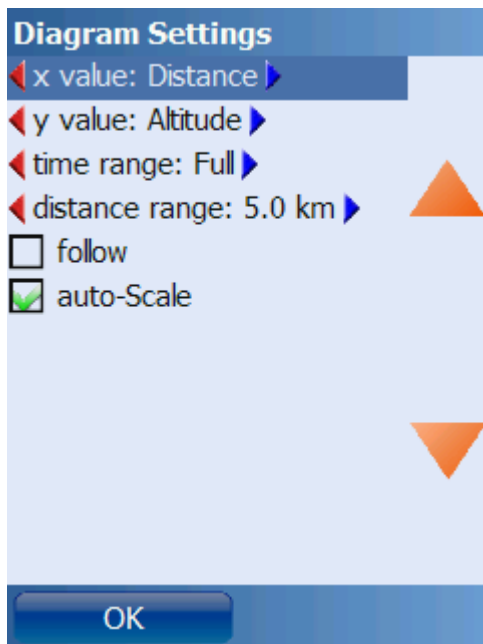 Diagram Settings
x value: Distance
y value: Altitude
time range: Full
distance range: 5.0 km
follow
auto-Scale
OK